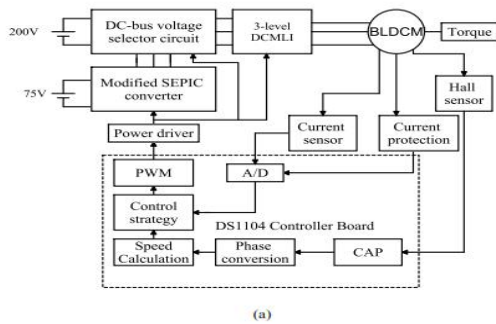 200V
DC-bus voltage
selector circuit
3-level
DCMLI
BLDCM
Torque
75V
Modified SEPIC
converter
Hall
sensor
Power driver
Current
sensor
Current
protection
PWM
A/D
Control
strategy
DS1104 Controller Board
Speed
Calculation
Phase
conversion
CAP
(a)